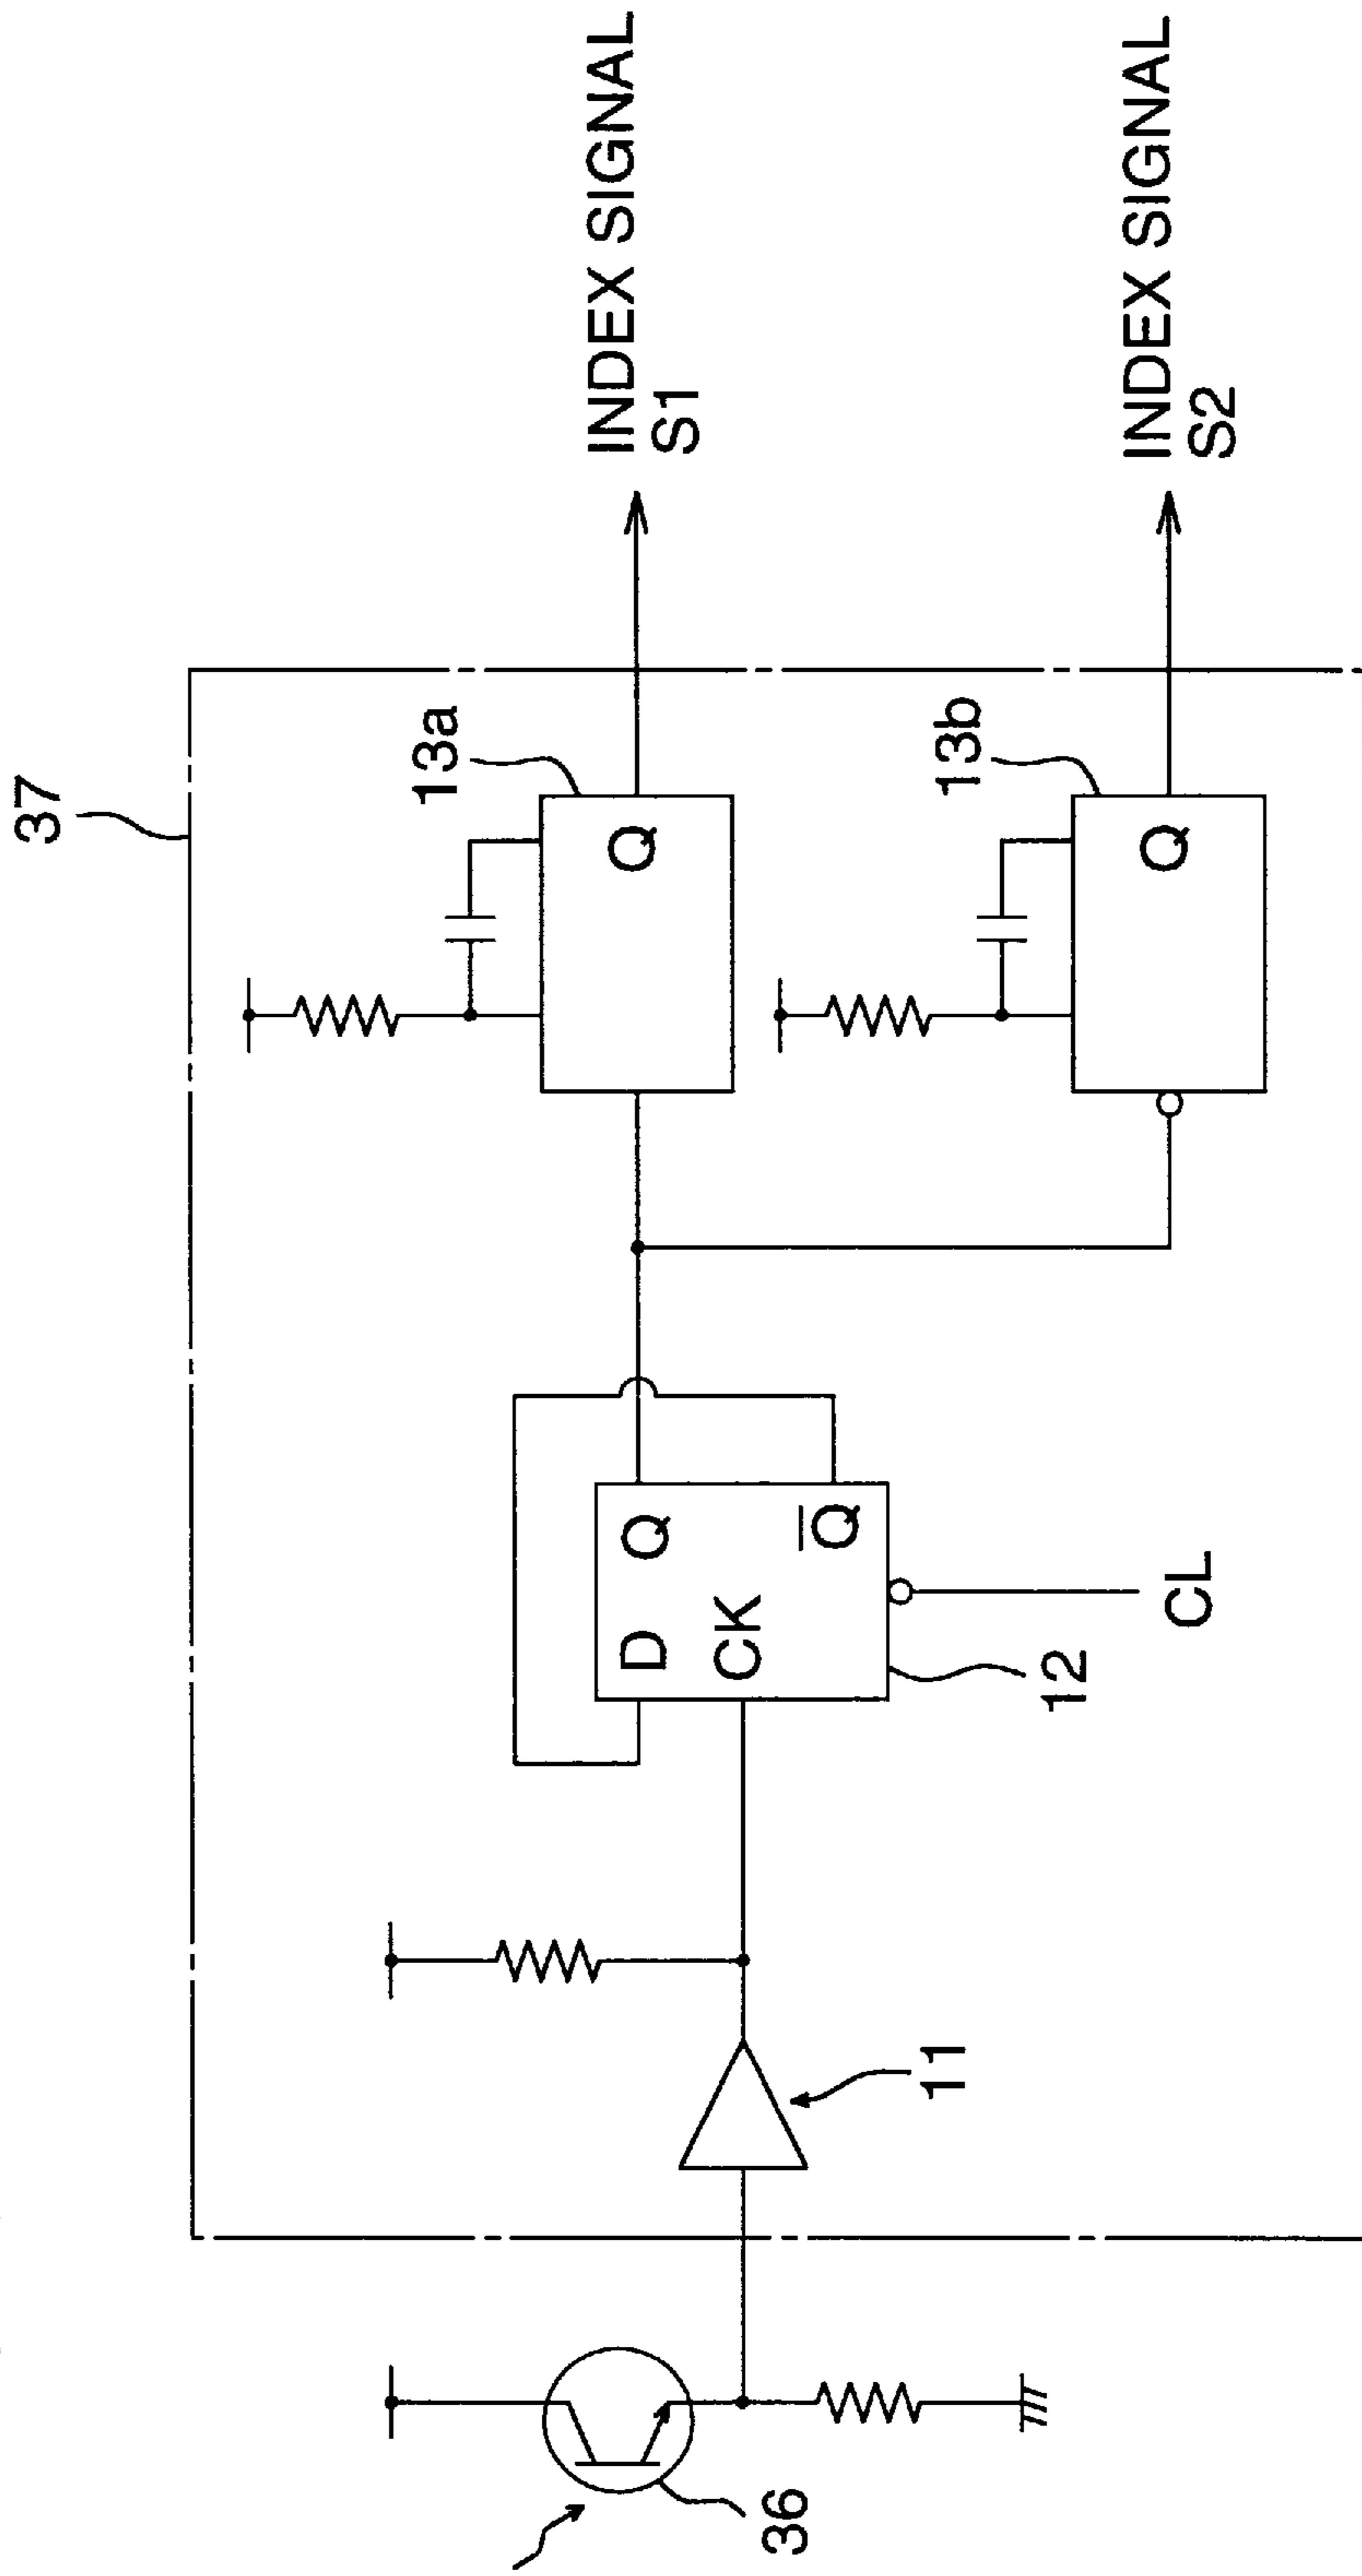 37
13a
Q
INDEX SIGNAL
S1
13b
Q
INDEX SIGNAL
S2
D
Q
CK
Q̅
CL
12
11
36